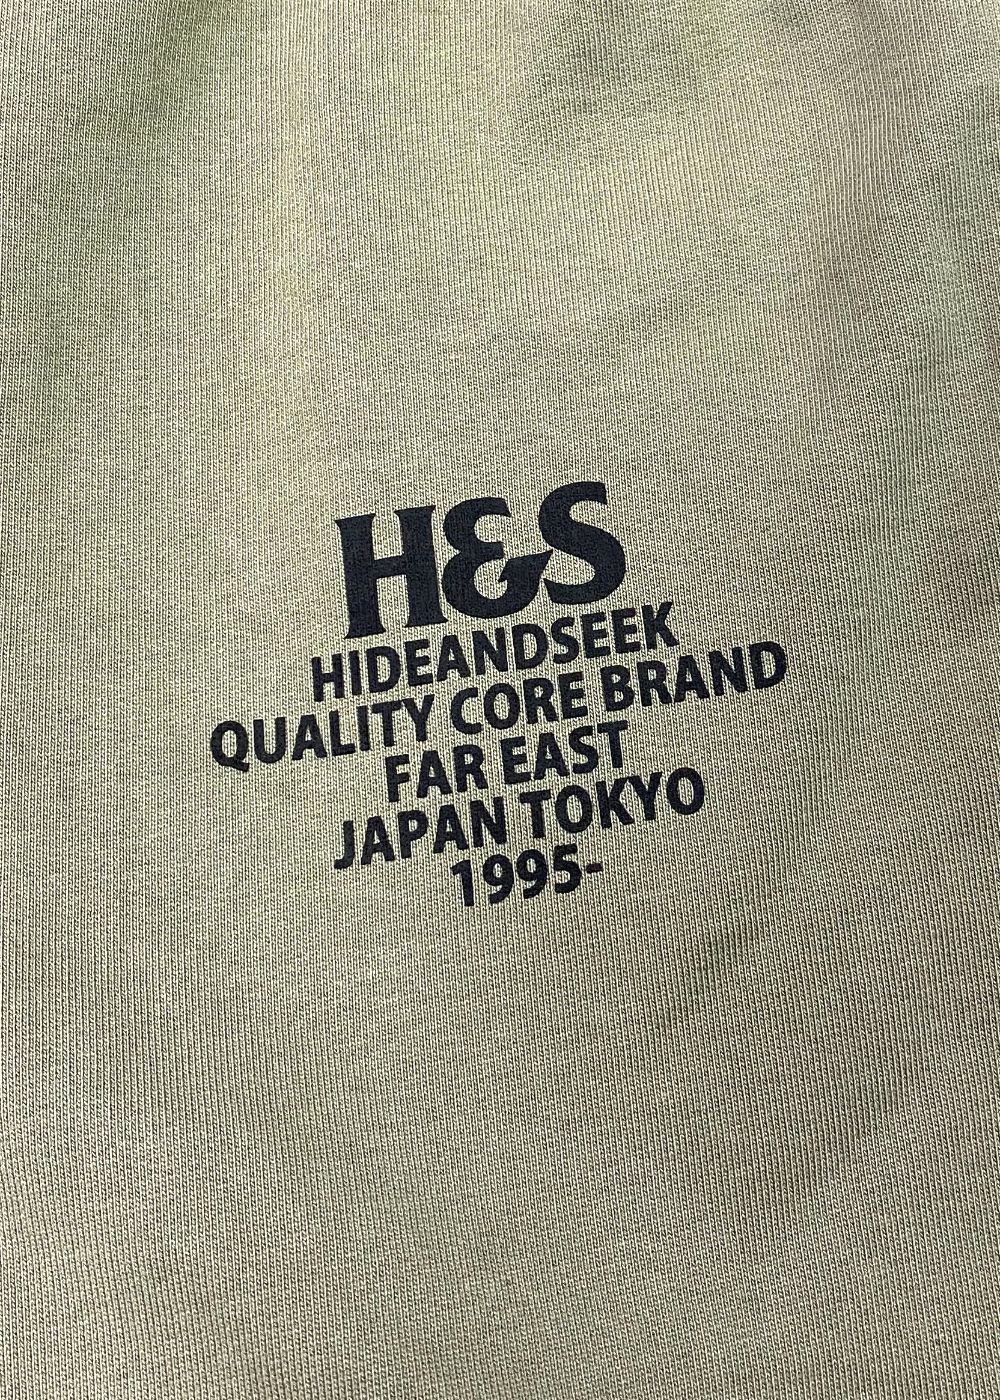 H&S
HIDEANDSEEK
QUALITY CORE BRAND
FAR EAST
JAPAN TOKYO
1995-